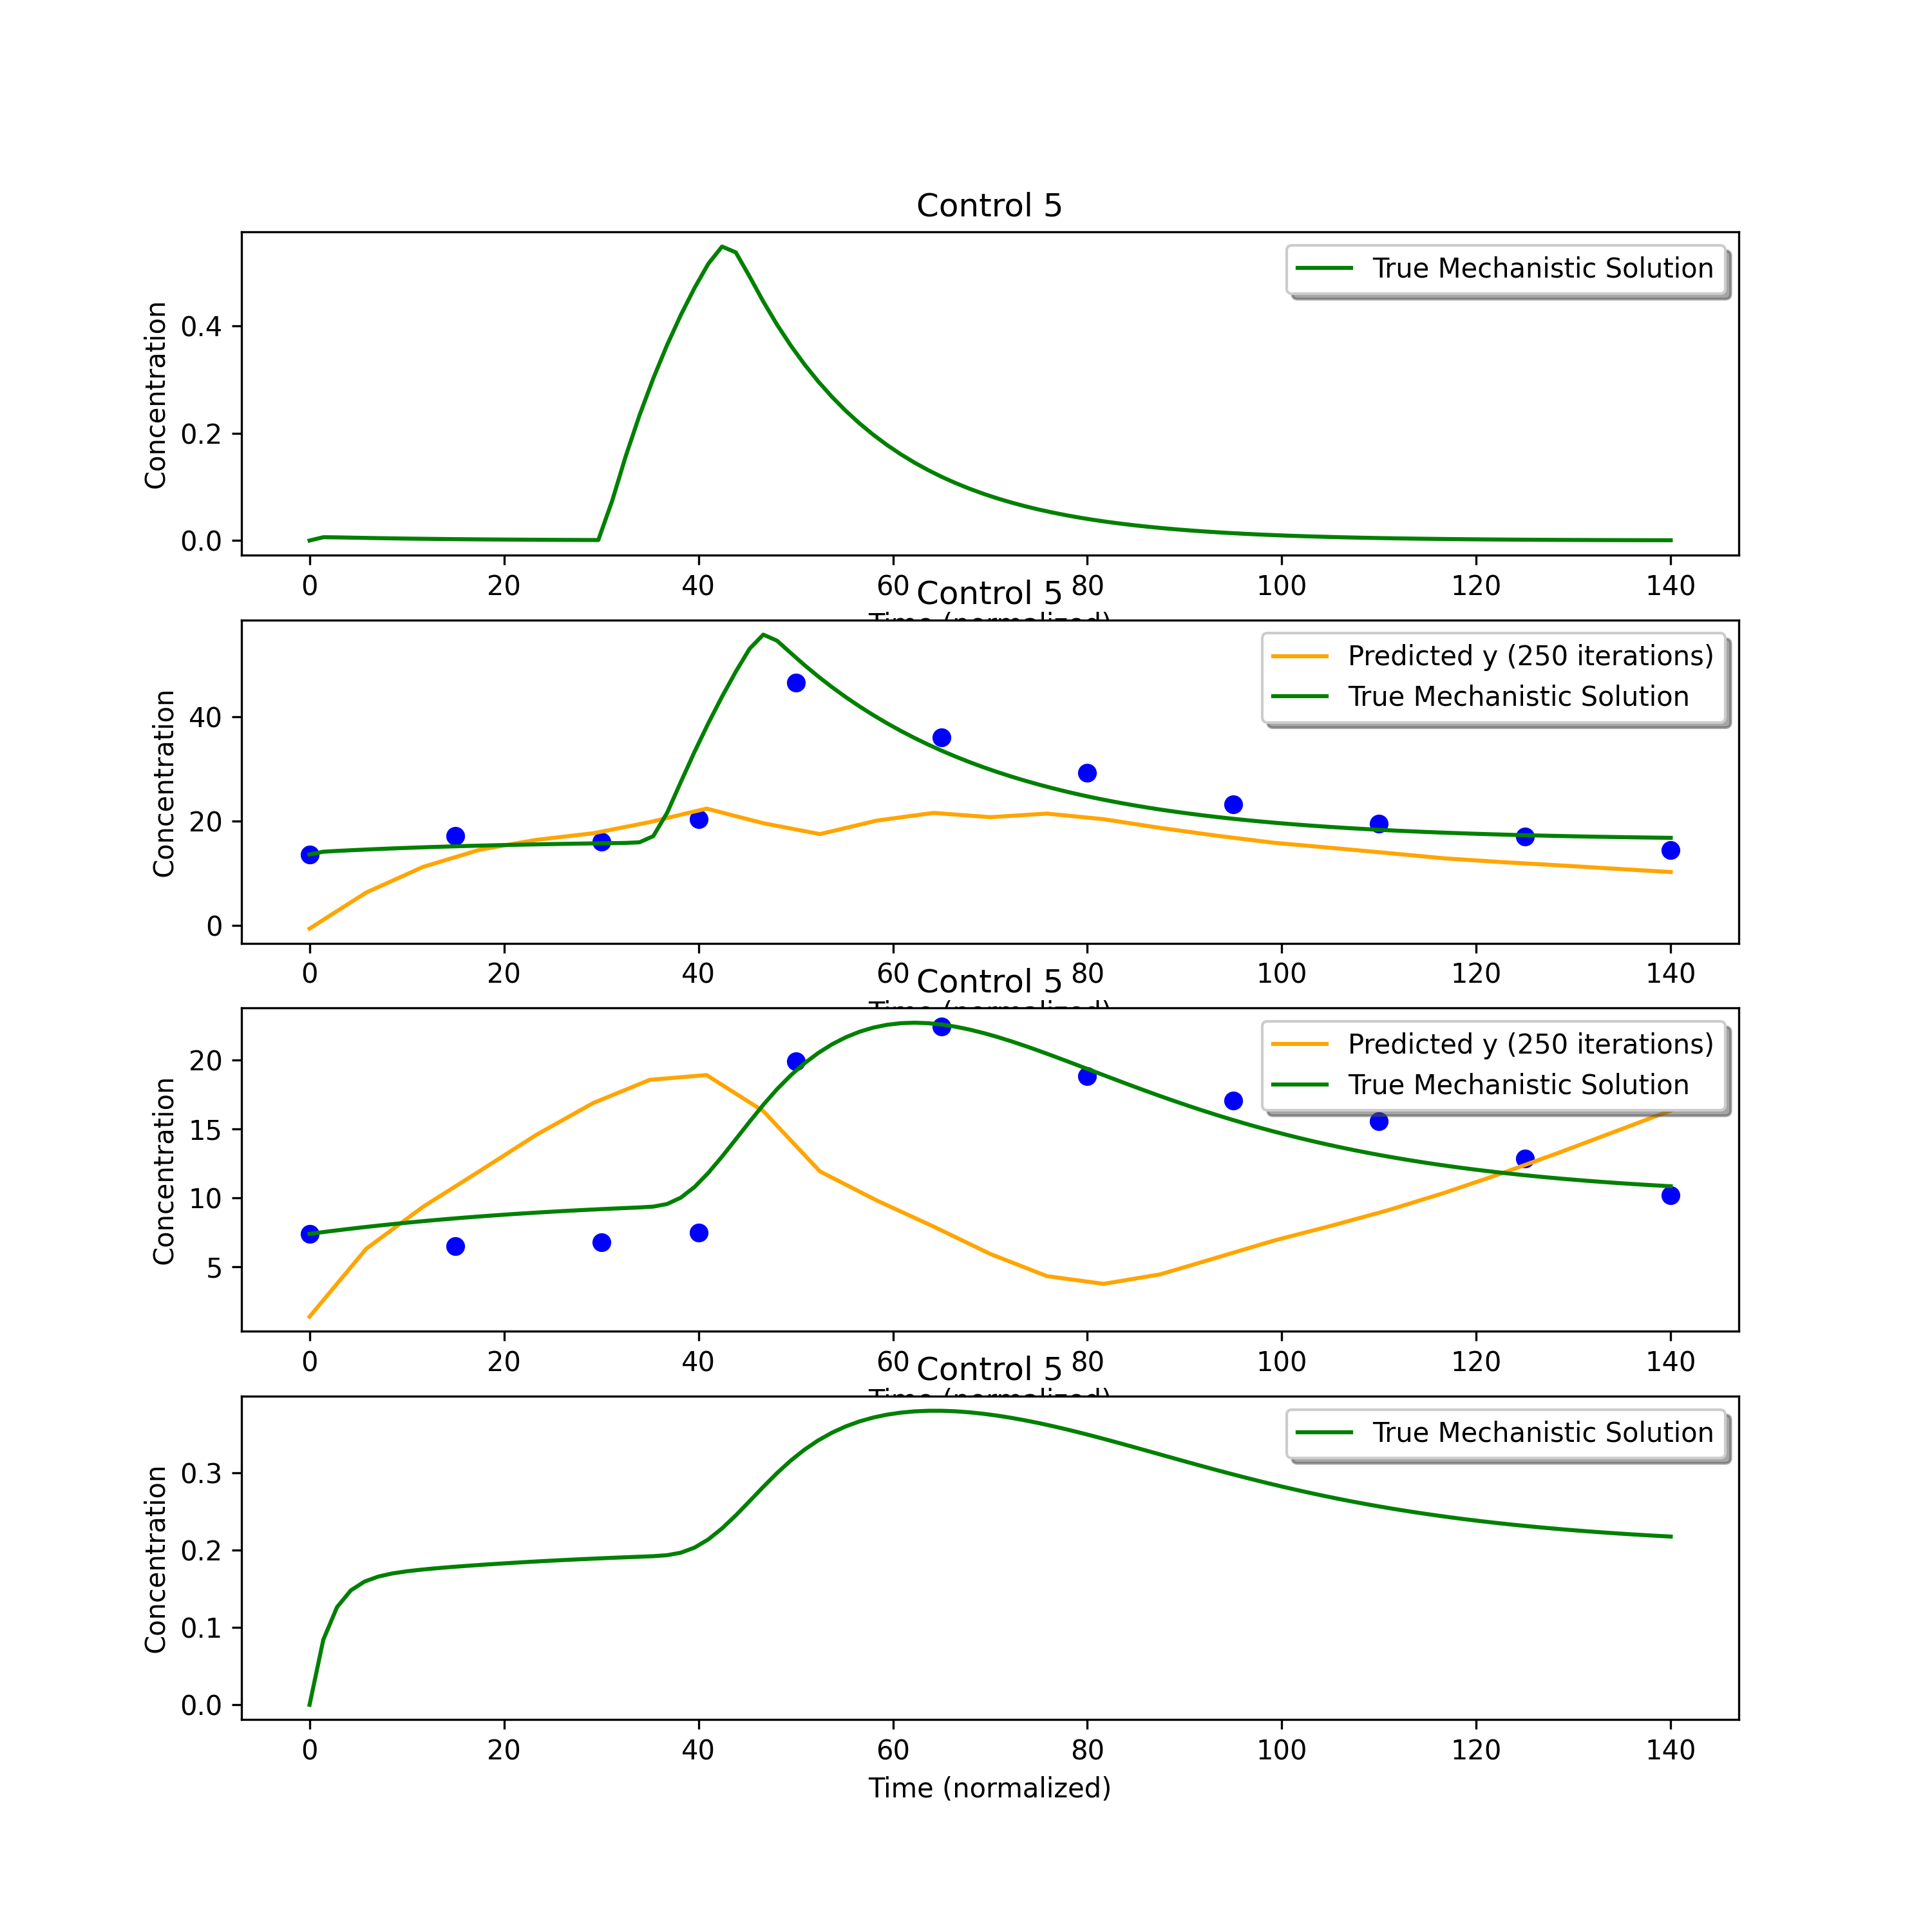 Control 5
True Mechanistic Solution
Concentration
0.4
0.2
0.0
0 20 40 60 80 100 120 140
Control 5
Predicted y (250 iterations)
True Mechanistic Solution
Concentration
40
20
0
0 20 40 60 80 100 120 140
Control 5
Predicted y (250 iterations)
True Mechanistic Solution
Concentration
20
15
10
5
0 20 40 60 80 100 120 140
Control 5
True Mechanistic Solution
Concentration
0.3
0.2
0.1
0.0
0 20 40 60 80 100 120 140
Time (normalized)